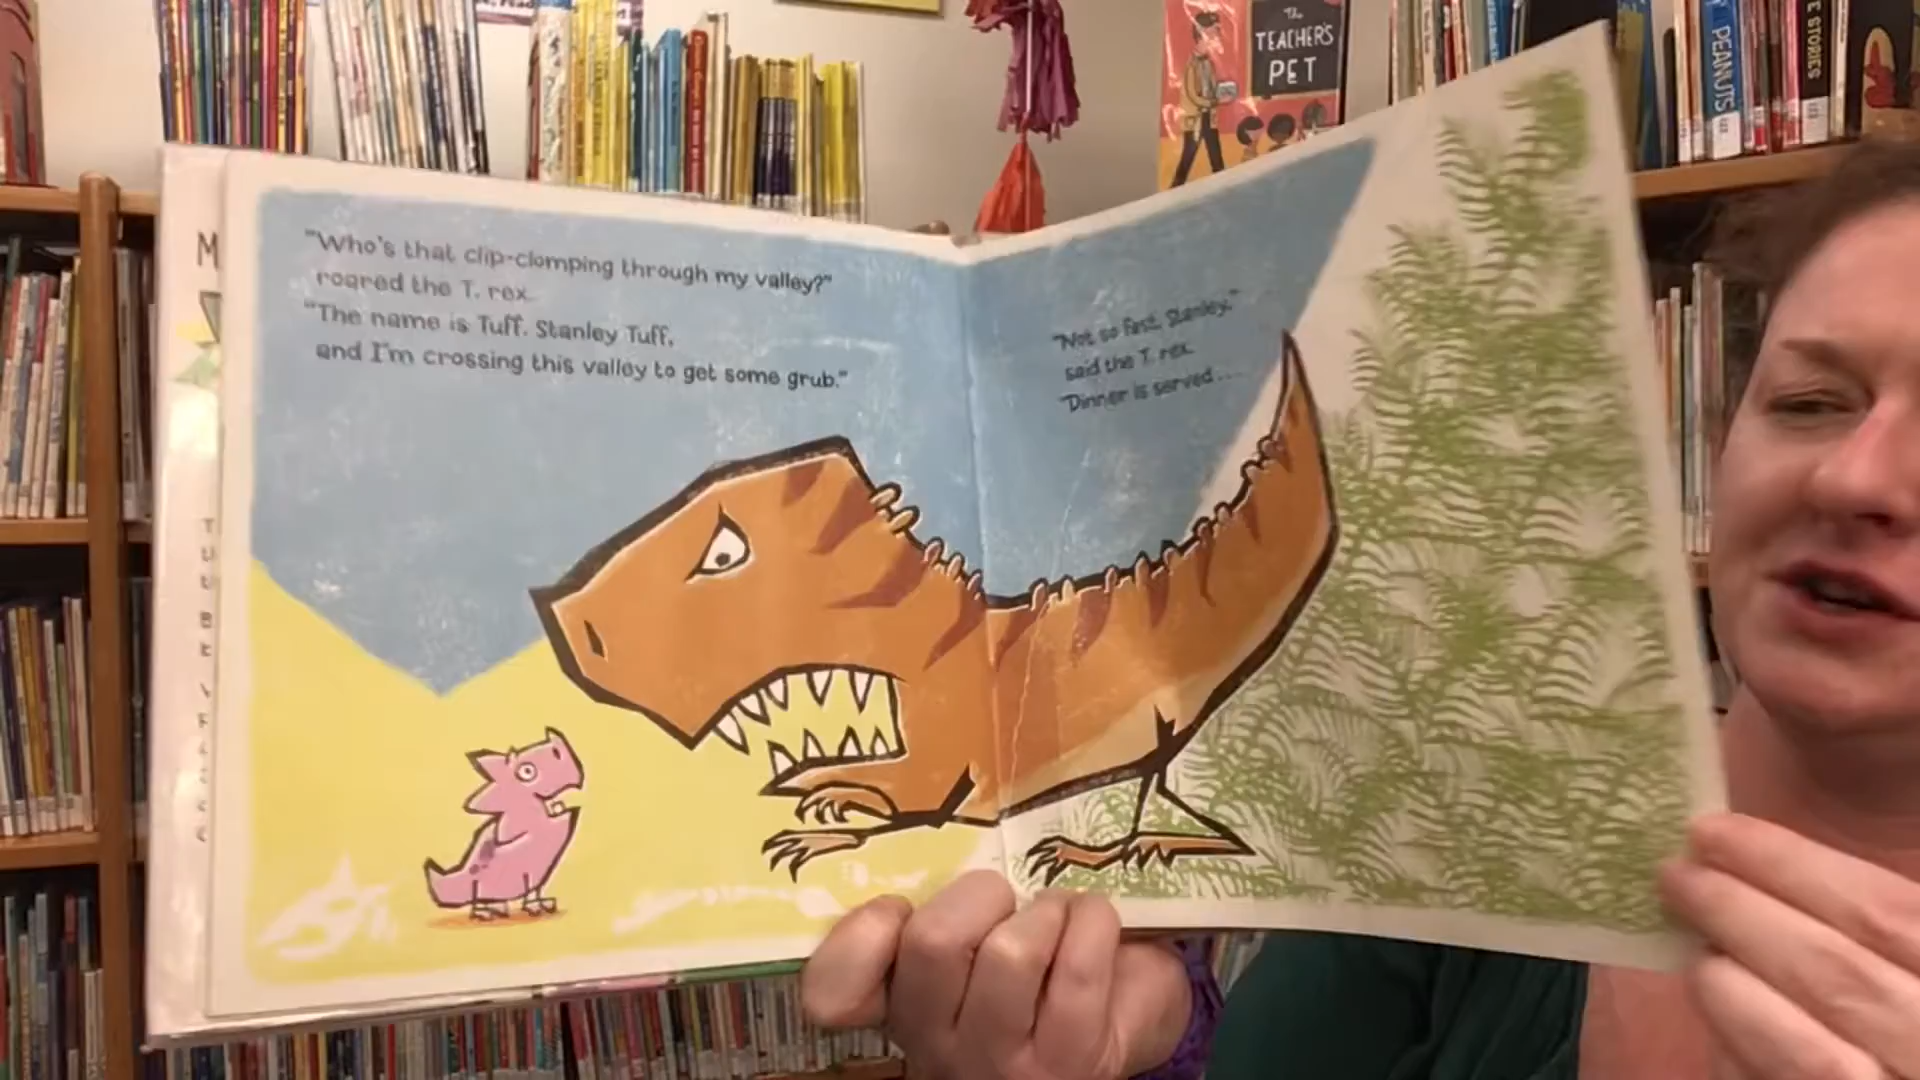 "Who's that clip-clomping through my valley?"
roared the T. rex.
"The name is Tuff. Stanley Tuff,
and I'm crossing this valley to get some grub."
"Not so fast, Stanley,"
said the T. rex.
"Dinner is served . . .
The
TEACHER'S
PET
PEANUTS
E STORIES
M